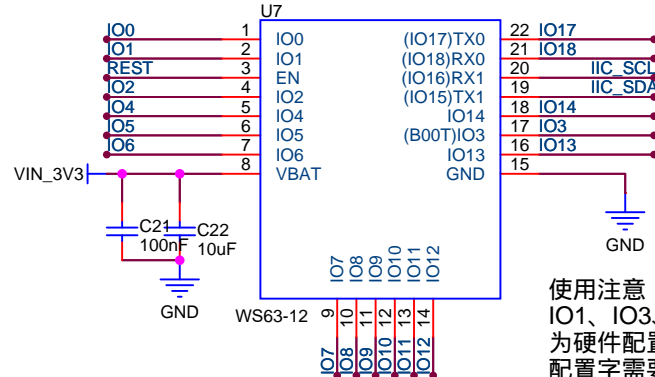 U7
IO0 1 IO0 (IO17)TX0 22 IO17
IO1 2 IO1 (IO18)RX0 21 IO18
REST 3 EN (IO16)RX1 20 IIC_SCL
IO2 4 IO2 (IO15)TX1 19 IIC_SDA
IO4 5 IO4 IO14 18 IO14
IO5 6 IO5 (B00T)IO3 17 IO3
IO6 7 IO6 IO13 16 IO13
VIN_3V3 8 VBAT GND 15
C21
100nF
C22
10uF
GND
GND
IO7 IO8 IO9 IO10 IO11 IO12
WS63-12
9 10 11 12 13 14
IO7 IO8 IO9 IO10 IO11 IO12
使用注意
IO1、IO3、
为硬件配置
配置字需要